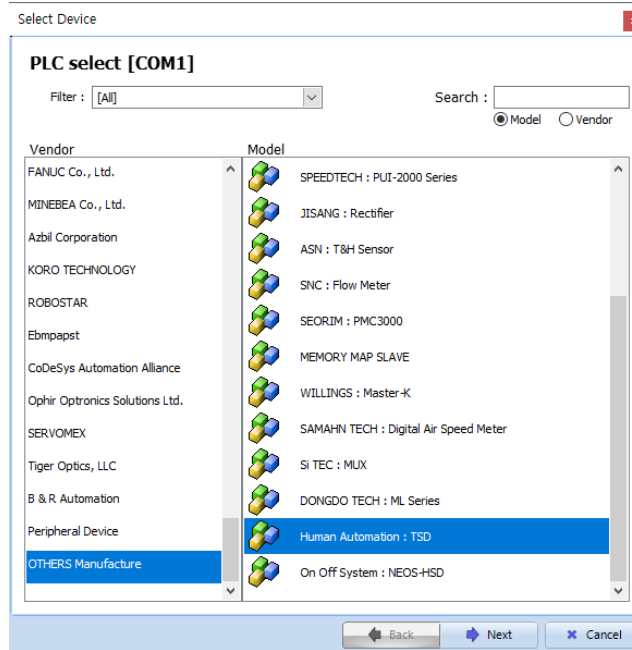 Select Device
PLC select [COM1]
Filter : [All]
Search :
Model Vendor
Vendor
FANUC Co., Ltd.
MINEBEA Co., Ltd.
Azbil Corporation
KORO TECHNOLOGY
ROBOSTAR
Ebmpapst
CoDeSys Automation Alliance
Ophir Optronics Solutions Ltd.
SERVOMEX
Tiger Optics, LLC
B & R Automation
Peripheral Device
OTHERS Manufacture
Model
SPEEDTECH : PUI-2000 Series
JISANG : Rectifier
ASN : T&H Sensor
SNC : Flow Meter
SEORIM : PMC3000
MEMORY MAP SLAVE
WILLINGS : Master-K
SAMAHN TECH : Digital Air Speed Meter
Si TEC : MUX
DONGDO TECH : ML Series
Human Automation : TSD
On Off System : NEOS-HSD
Back
Next
Cancel